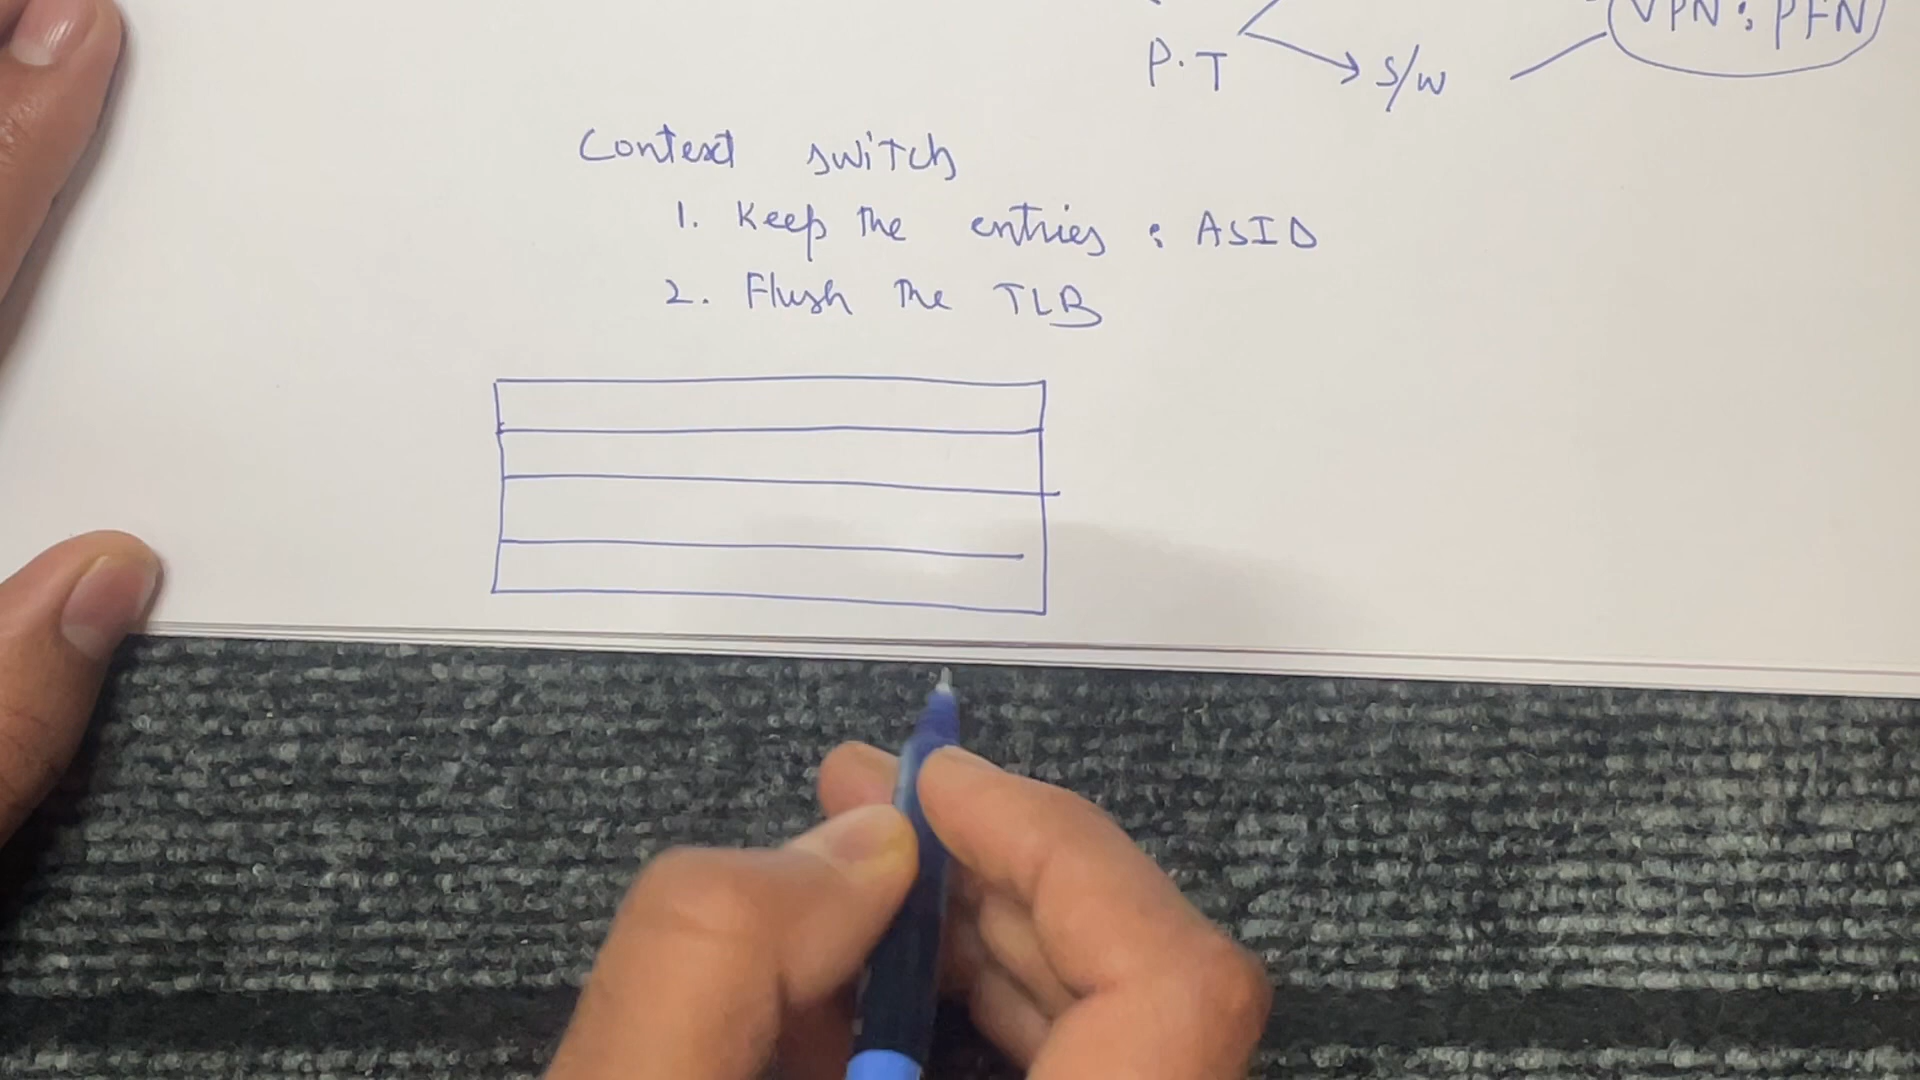 VPN : PFN
P.T → S/W
Context switch
1. Keep the entries : ASID
2. Flush the TLB